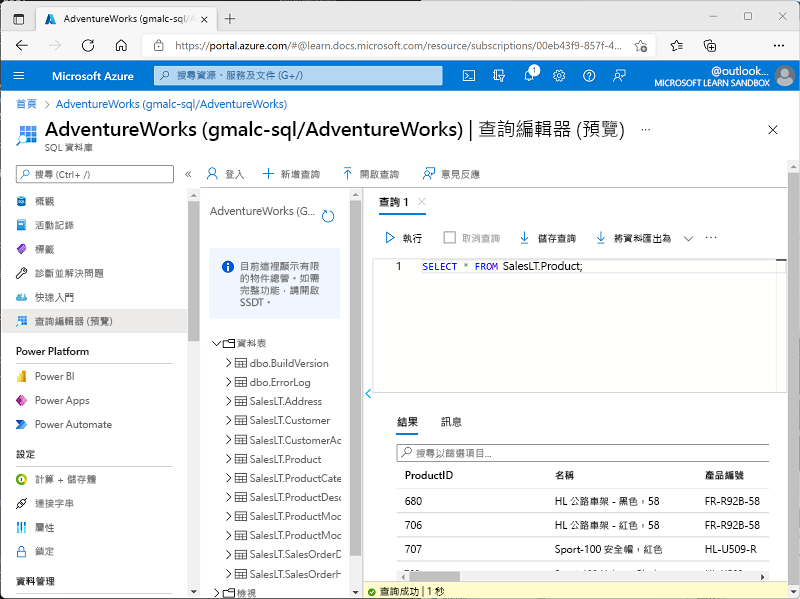 AdventureWorks (gmalc-sql/A
https://portal.azure.com/#@learn.docs.microsoft.com/resource/subscriptions/00eb43f9-857f-4...
Microsoft Azure
搜尋資源、服務及文件 (G+/)
1
@outlook...
MICROSOFT LEARN SANDBOX
首頁 > AdventureWorks (gmalc-sql/AdventureWorks)
AdventureWorks (gmalc-sql/AdventureWorks) | 查詢編輯器 (預覽) ...
SQL 資料庫
搜尋 (Ctrl+ /)
«
登入
新增查詢
開啟查詢
意見反應
概觀
活動記錄
標籤
診斷並解決問題
快速入門
查詢編輯器 (預覽)
Power Platform
Power BI
Power Apps
Power Automate
設定
計算 + 儲存體
連接字串
屬性
鎖定
資料管理
AdventureWorks (G...
目前這裡顯示有限
的物件總管。如需
完整功能，請開啟
SSDT。
資料表
dbo.BuildVersion
dbo.ErrorLog
SalesLT.Address
SalesLT.Customer
SalesLT.CustomerAc
SalesLT.Product
SalesLT.ProductCate
SalesLT.ProductDesc
SalesLT.ProductMoc
SalesLT.ProductMoc
SalesLT.SalesOrderD
SalesLT.SalesOrderH
檢視
查詢 1
執行
取消查詢
儲存查詢
將資料匯出為
...
1 SELECT * FROM SalesLT.Product;
結果
訊息
搜尋以篩選項目...
ProductID 名稱 產品編號
680 HL 公路車架 - 黑色，58 FR-R92B-58
706 HL 公路車架 - 紅色，58 FR-R92B-58
707 Sport-100 安全帽，紅色 HL-U509-R
查詢成功 | 1 秒